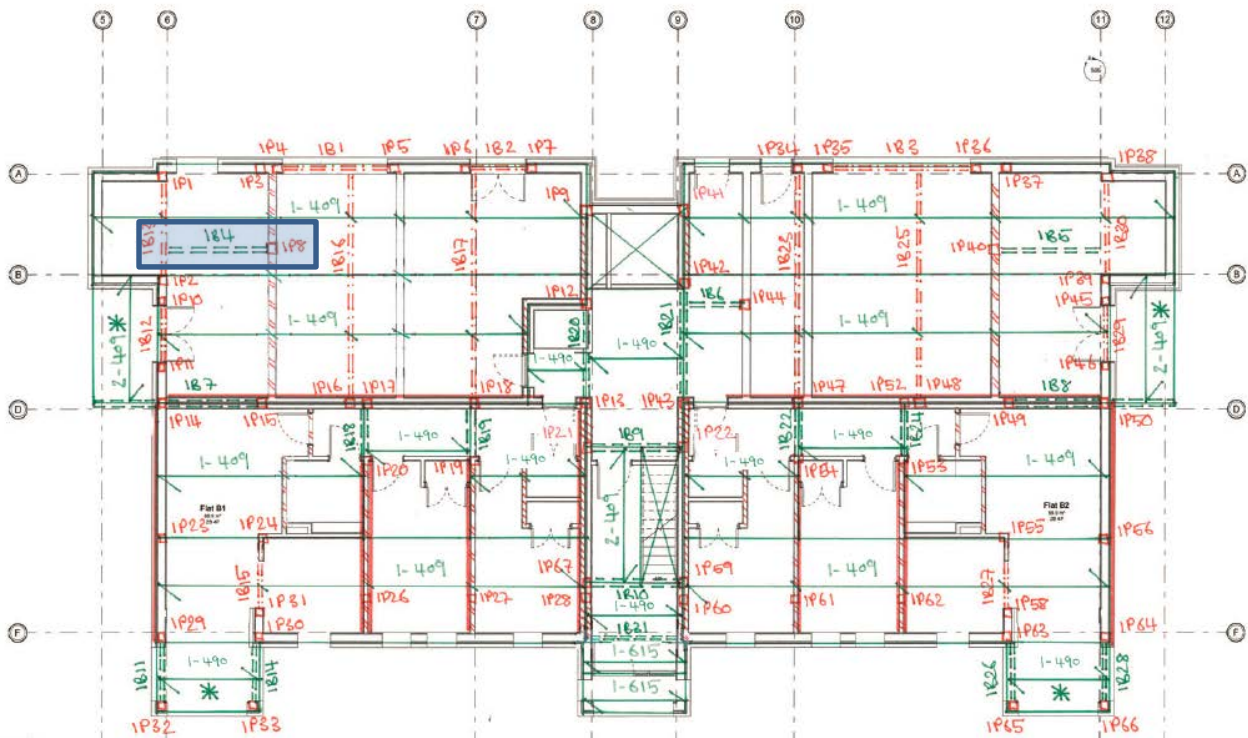 5 6 7 8 9 10 11 12
1P4 1B1 1P5 1P6 1B2 1P7 1P34 1P35 1B3 1P36
A 1P1 1P3 1P9 1P41 1P37 1P38 A
1-409 1-409
1B13 1B4 1P8 1B16 1B17 1B23 1B25 1P40 1B5 1B30
B 1P2 1P42 1P39 B
1P10 1P12 1B6 1P44 1P45
2-409 * 1B12 1-409 1B20 1B21 1-409 1B29 2-409 *
1P11 1-490 1-490 1P46
1B7 1P16 1P17 1P18 1P47 1P52 1P48 1B8
D 1P14 1P15 1P13 1P43 1P49 1P50 D
1B18 1B19 1P21 1B9 1P22 1B22 1B24
1-409 1-490 1-490 1-490 1-490 1-409
1P20 1P19 1P54 1P53
Flat B1 2-409 Flat B2
1P23 1P24 1P55 1P56
1-409 1P67 1P59 1-409
1B15 1P31 1P26 1P27 1P28 1B10 1P60 1P61 1P62 1B27 1P58
1-490
F 1P29 1P30 1B31 1P63 1P64 F
1B11 1-490 1B14 1-615 1B26 1-490 1B28
* 1-615 *
1P32 1P33 1P65 1P66